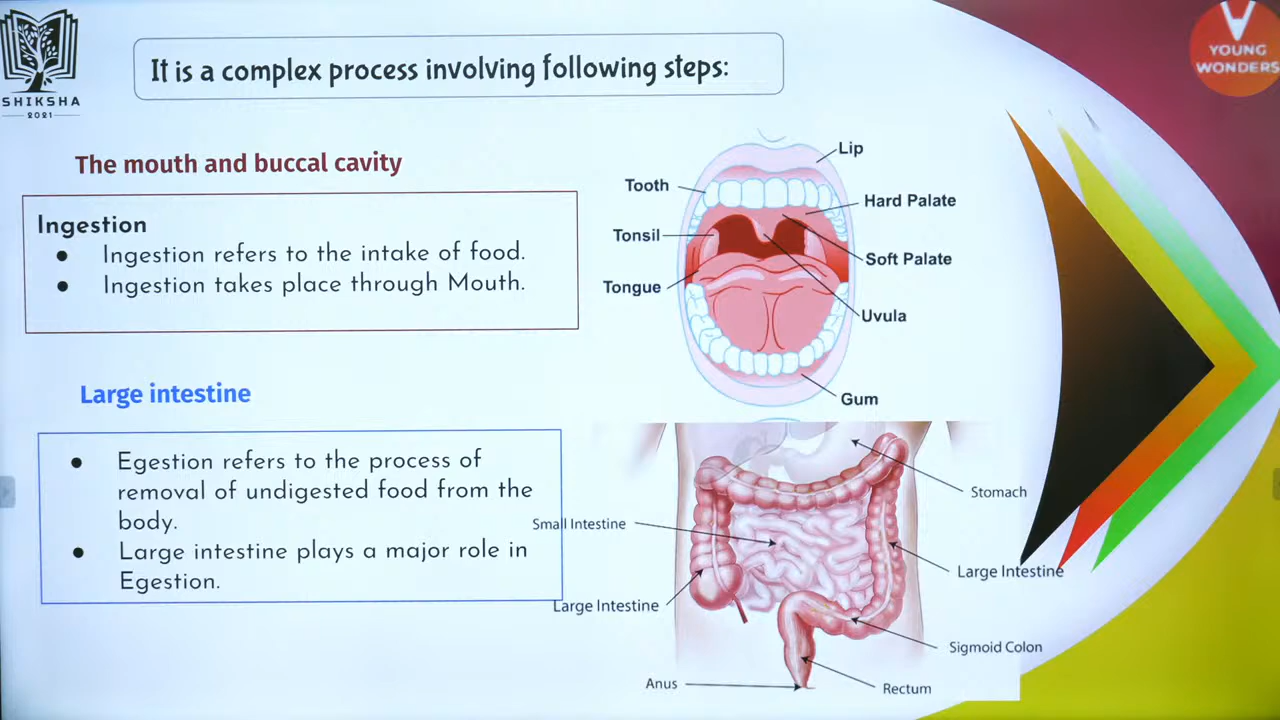 SHIKSHA
2021
It is a complex process involving following steps:
YOUNG
WONDERS
The mouth and buccal cavity
Ingestion
● Ingestion refers to the intake of food.
● Ingestion takes place through Mouth.
Lip
Tooth
Hard Palate
Tonsil
Soft Palate
Tongue
Uvula
Gum
Large intestine
● Egestion refers to the process of
removal of undigested food from the
body.
● Large intestine plays a major role in
Egestion.
Stomach
Small Intestine
Large Intestine
Large Intestine
Sigmoid Colon
Anus
Rectum